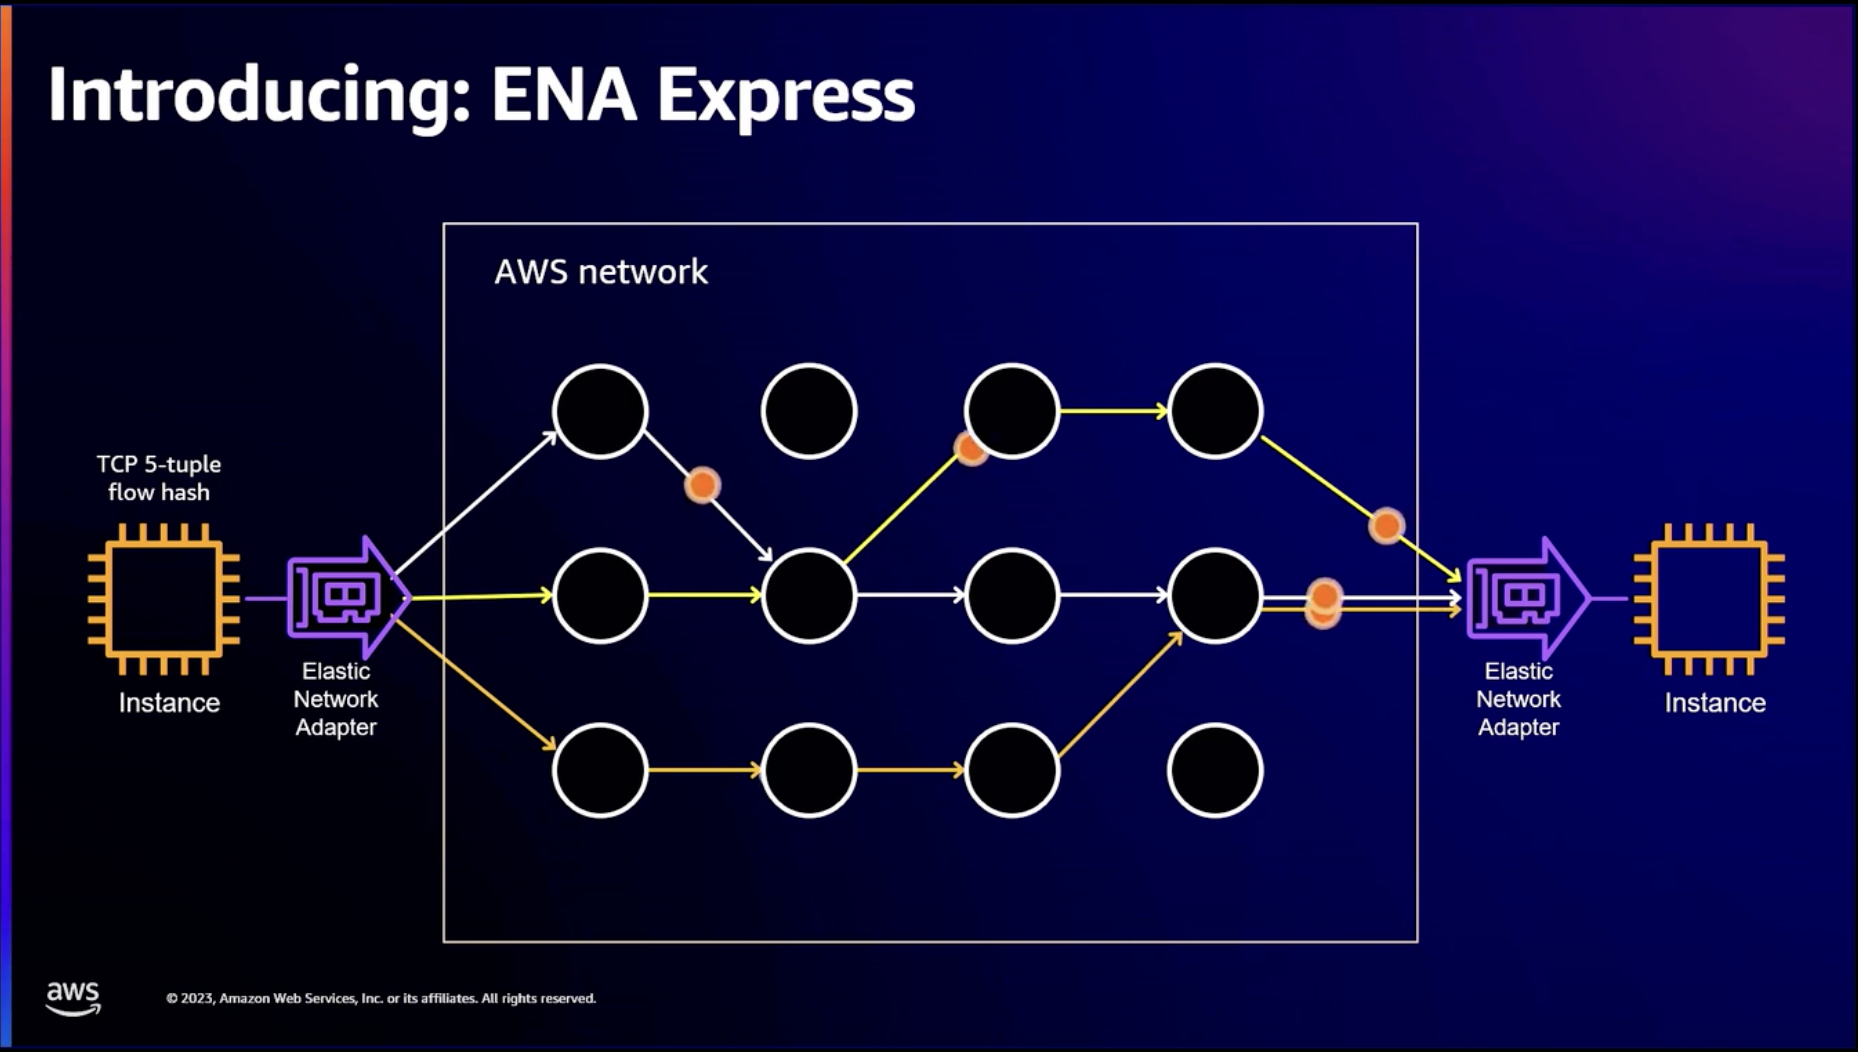 Introducing: ENA Express
AWS network
TCP 5-tuple
flow hash
Instance
Elastic
Network
Adapter
Elastic
Network
Adapter
Instance
aws
© 2023, Amazon Web Services, Inc. or its affiliates. All rights reserved.